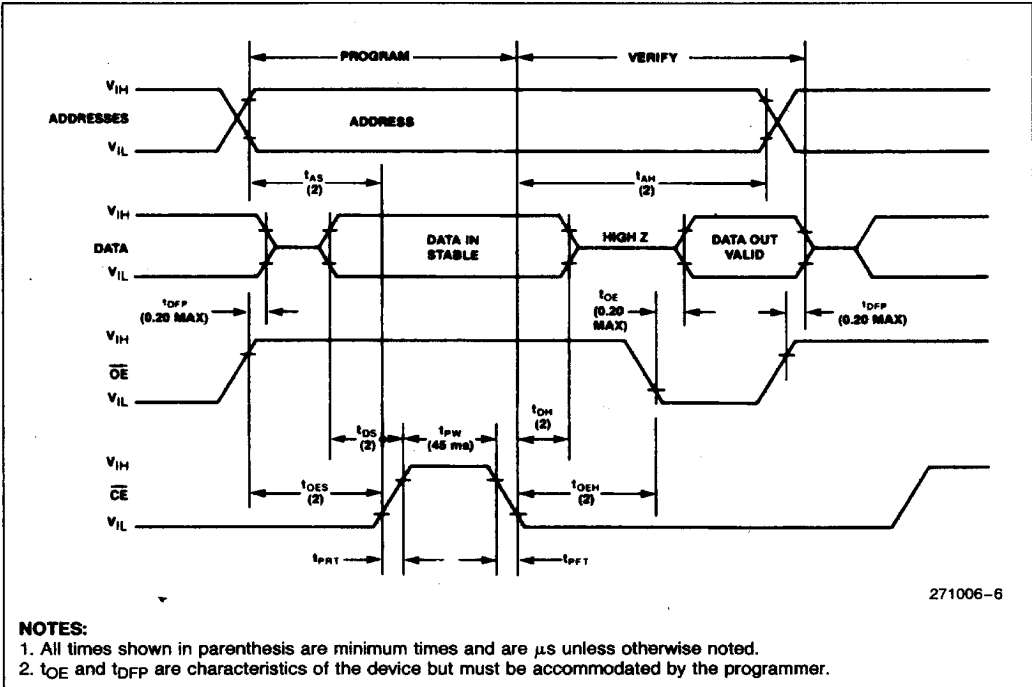 PROGRAM
VERIFY
VIH
ADDRESSES
ADDRESS
VIL
tAS
(2)
tAH
(2)
VIH
DATA
DATA IN
STABLE
HIGH Z
DATA OUT
VALID
VIL
tDFP
(0.20 MAX)
tOE
(0.20
MAX)
tDFP
(0.20 MAX)
VIH
OE
VIL
tDS
(2)
tPW
(45 ms)
tDH
(2)
VIH
CE
tOES
(2)
tOEH
(2)
VIL
tPRT
tPFT
271006–6
NOTES:
1. All times shown in parenthesis are minimum times and are μs unless otherwise noted.
2. tOE and tDFP are characteristics of the device but must be accommodated by the programmer.